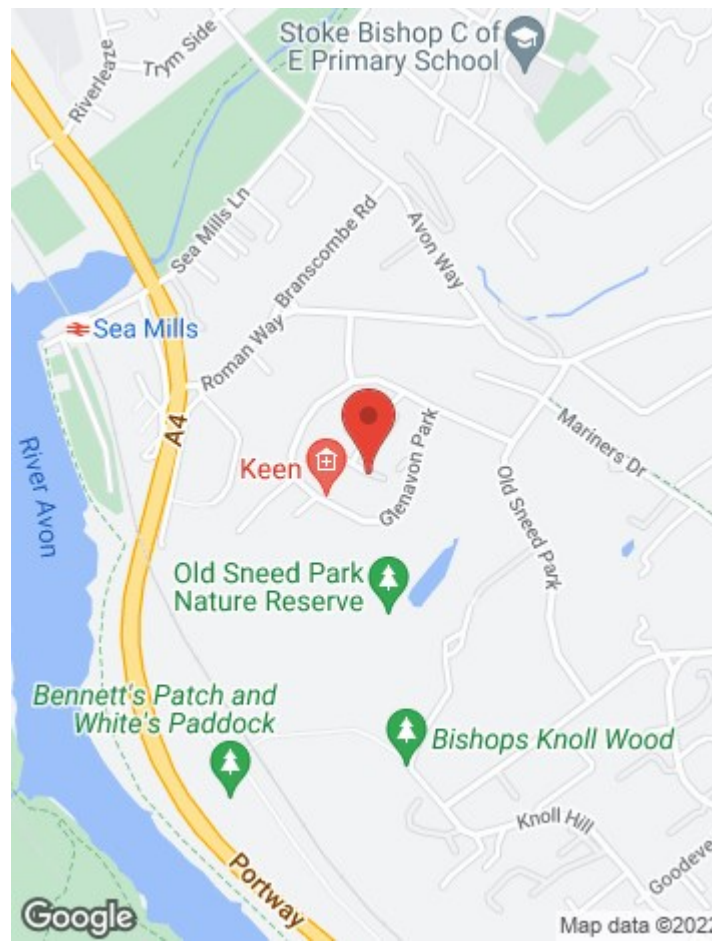 Stoke Bishop C of
E Primary School
Trym Side
Riverleaze
Sea Mills Ln
Branscombe Rd
Avon Way
Sea Mills
Roman Way
A4
Mariners Dr
River Avon
Keen
Glenavon Park
Old Sneed Park
Old Sneed Park
Nature Reserve
Bennett's Patch and
White's Paddock
Bishops Knoll Wood
Knoll Hill
Portway
Goodeve
Google
Map data ©2022